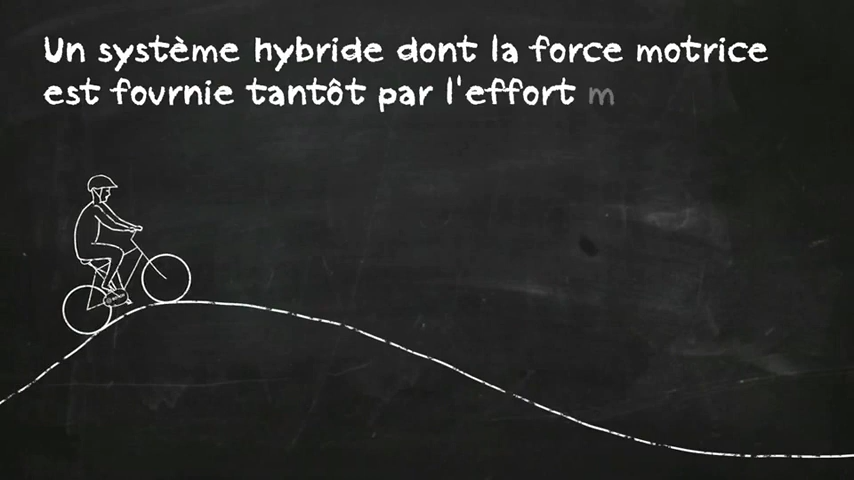 Un système hybride dont la force motrice
est fournie tantôt par l'effort m